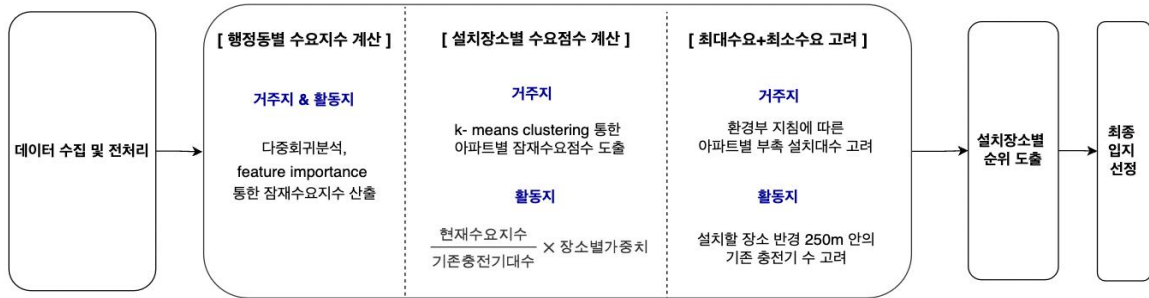 데이터 수집 및 전처리
[ 행정동별 수요지수 계산 ]
거주지 & 활동지
다중회귀분석,
feature importance
통한 잠재수요지수 산출
[ 설치장소별 수요점수 계산 ]
거주지
k- means clustering 통한
아파트별 잠재수요점수 도출
활동지
현재수요지수
기존충전기대수
× 장소별가중치
[ 최대수요+최소수요 고려 ]
거주지
환경부 지침에 따른
아파트별 부족 설치대수 고려
활동지
설치할 장소 반경 250m 안의
기존 충전기 수 고려
설치장소별
순위 도출
최종
입지
선정